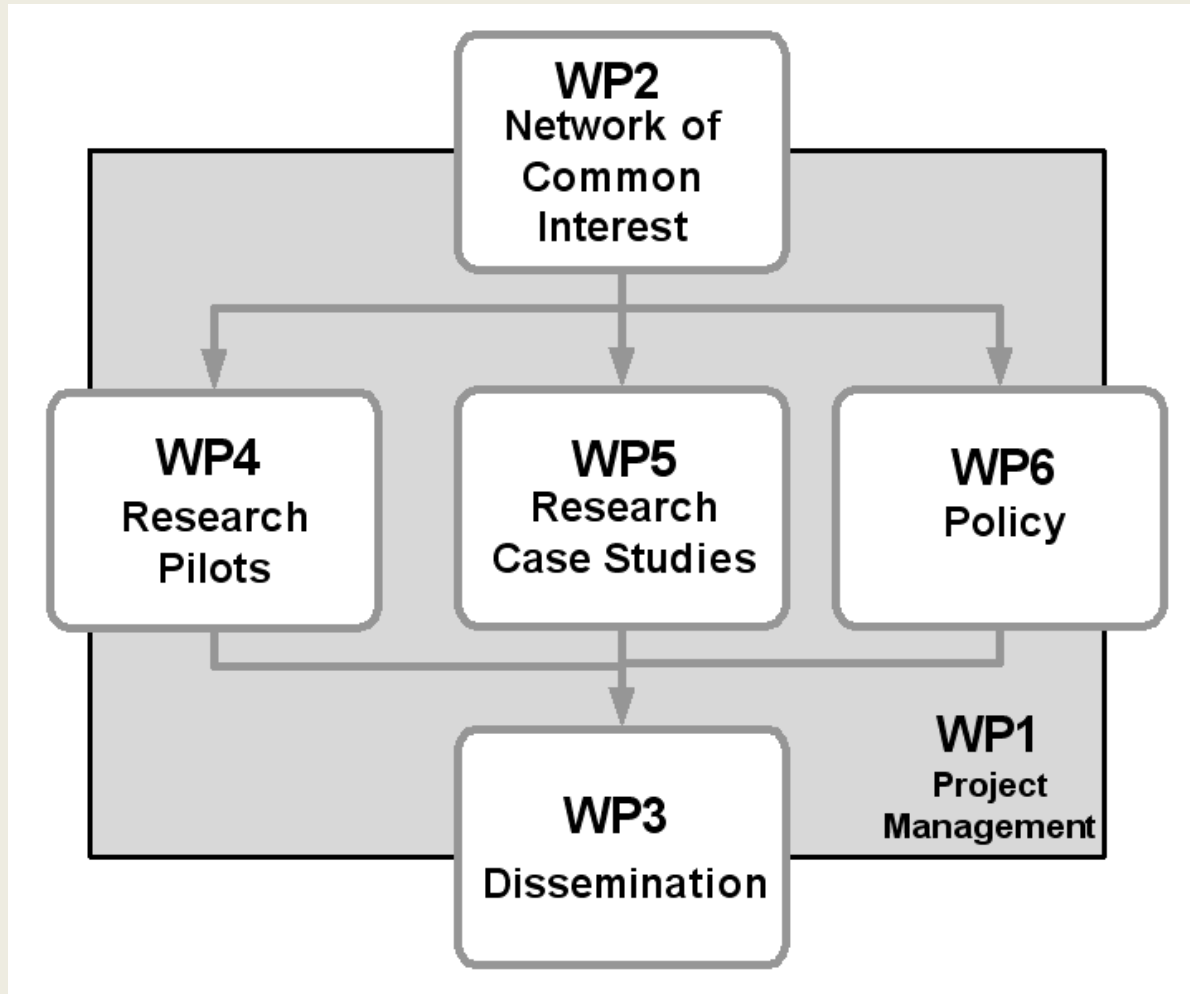 WP2
Network of
Common
Interest
WP4
Research
Pilots
WP5
Research
Case Studies
WP6
Policy
WP1
Project
Management
WP3
Dissemination